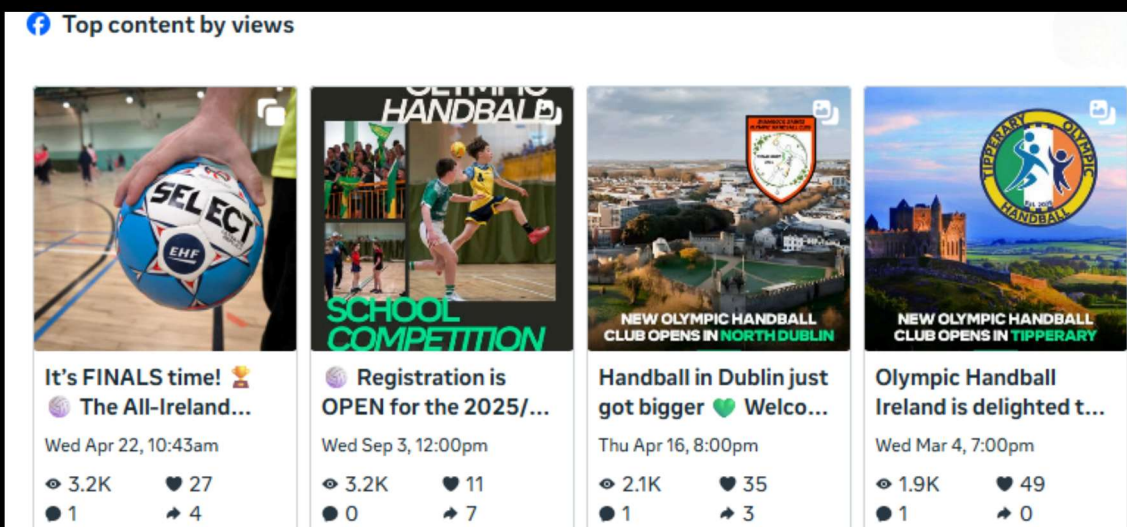 Top content by views
SELECT
EHF
OLYMPIC
HANDBALL
SCHOOL
COMPETITION
NEW OLYMPIC HANDBALL
CLUB OPENS IN NORTH DUBLIN
TIPPERARY OLYMPIC
HANDBALL
NEW OLYMPIC HANDBALL
CLUB OPENS IN TIPPERARY
It's FINALS time! 🏆
🏐 The All-Ireland...
Wed Apr 22, 10:43am
3.2K 27
1 4
🏐 Registration is
OPEN for the 2025/...
Wed Sep 3, 12:00pm
3.2K 11
0 7
Handball in Dublin just
got bigger 💚 Welco...
Thu Apr 16, 8:00pm
2.1K 35
1 3
Olympic Handball
Ireland is delighted t...
Wed Mar 4, 7:00pm
1.9K 49
1 0